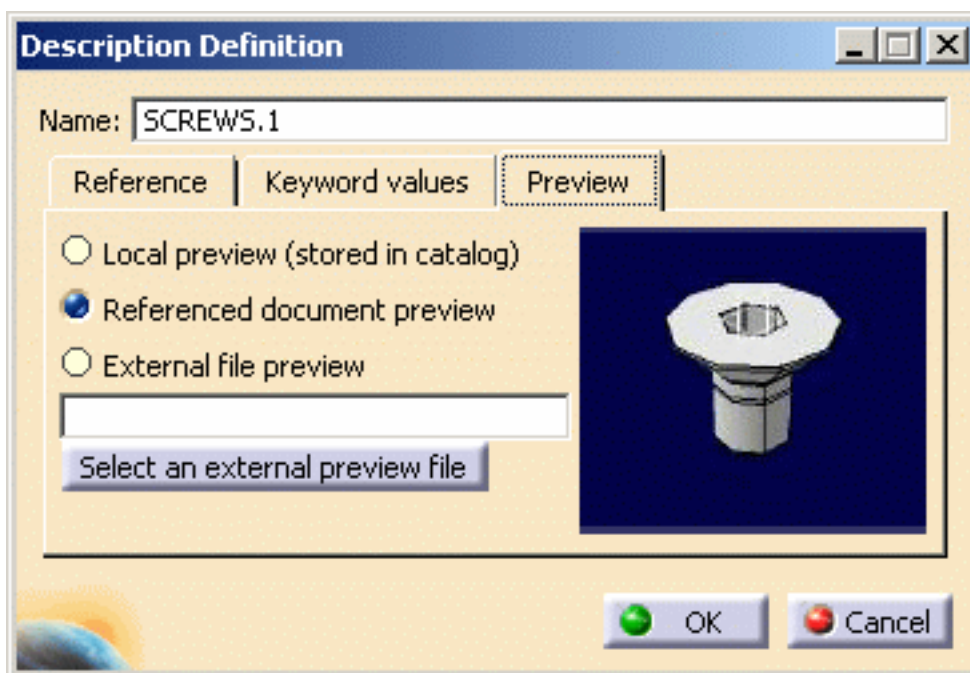 Description Definition
Name: SCREWS.1
Reference Keyword values Preview
Local preview (stored in catalog)
Referenced document preview
External file preview
Select an external preview file
OK Cancel